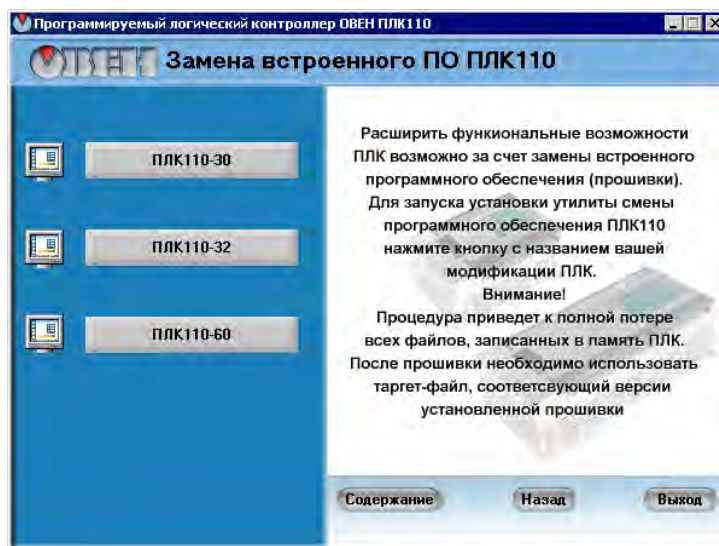 Программируемый логический контроллер ОВЕН ПЛК110
ОВЕН Замена встроенного ПО ПЛК110
ПЛК110-30
ПЛК110-32
ПЛК110-60
Расширить функиональные возможности
ПЛК возможно за счет замены встроенного
программного обеспечения (прошивки).
Для запуска установки утилиты смены
программного обеспечения ПЛК110
нажмите кнопку с названием вашей
модификации ПЛК.
Внимание!
Процедура приведет к полной потере
всех файлов, записанных в память ПЛК.
После прошивки необходимо использовать
таргет-файл, соответсвующий версии
установленной прошивки
Содержание Назад Выход